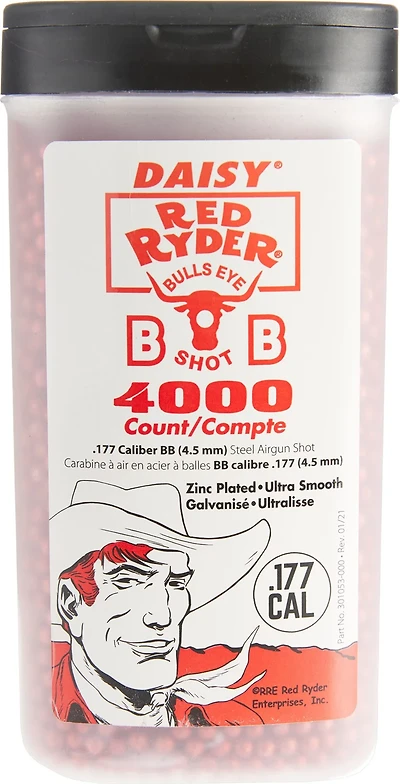 DAISY®
RED
RYDER®
BULLS EYE
B B
SHOT
4000
Count/Compte
.177 Caliber BB (4.5 mm) Steel Airgun Shot
Carabine à air en acier à balles BB calibre .177 (4.5 mm)
Zinc Plated • Ultra Smooth
Galvanisé • Ultralisse
.177
CAL
Part No. 301053-000 • Rev. 01/21
©RRE Red Ryder
Enterprises, Inc.